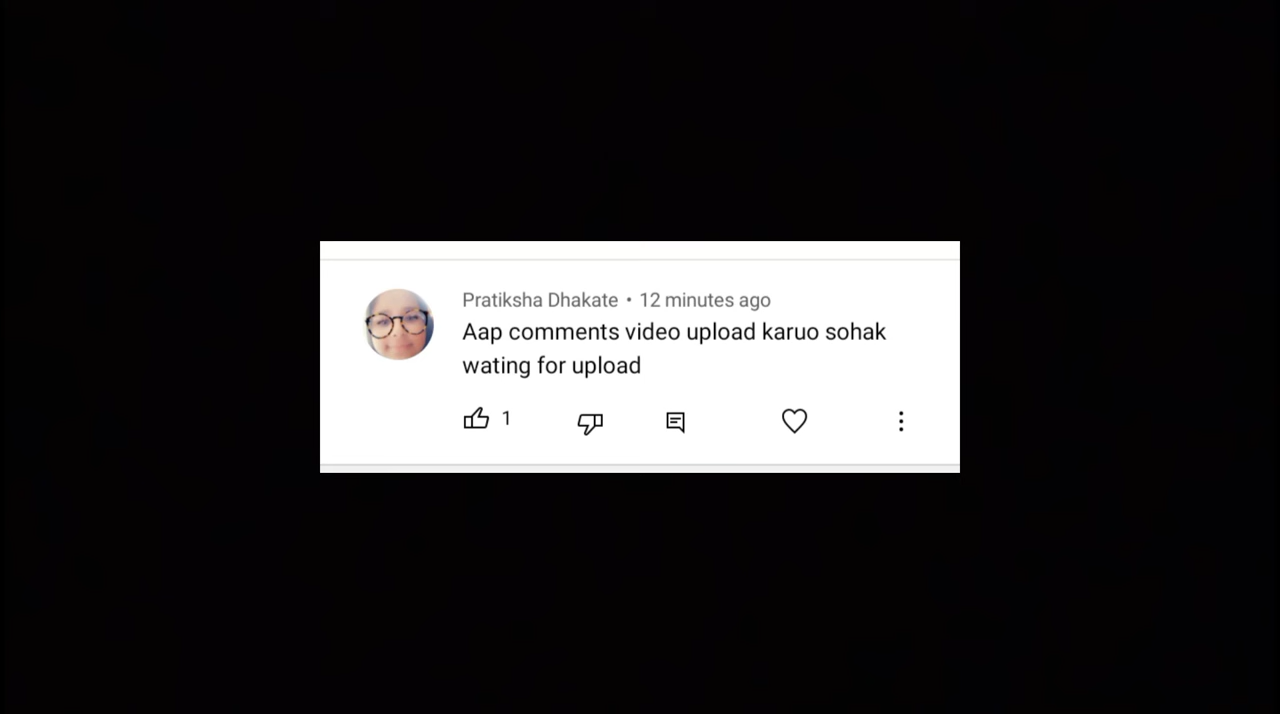 Pratiksha Dhakate • 12 minutes ago
Aap comments video upload karuo sohak
wating for upload
1